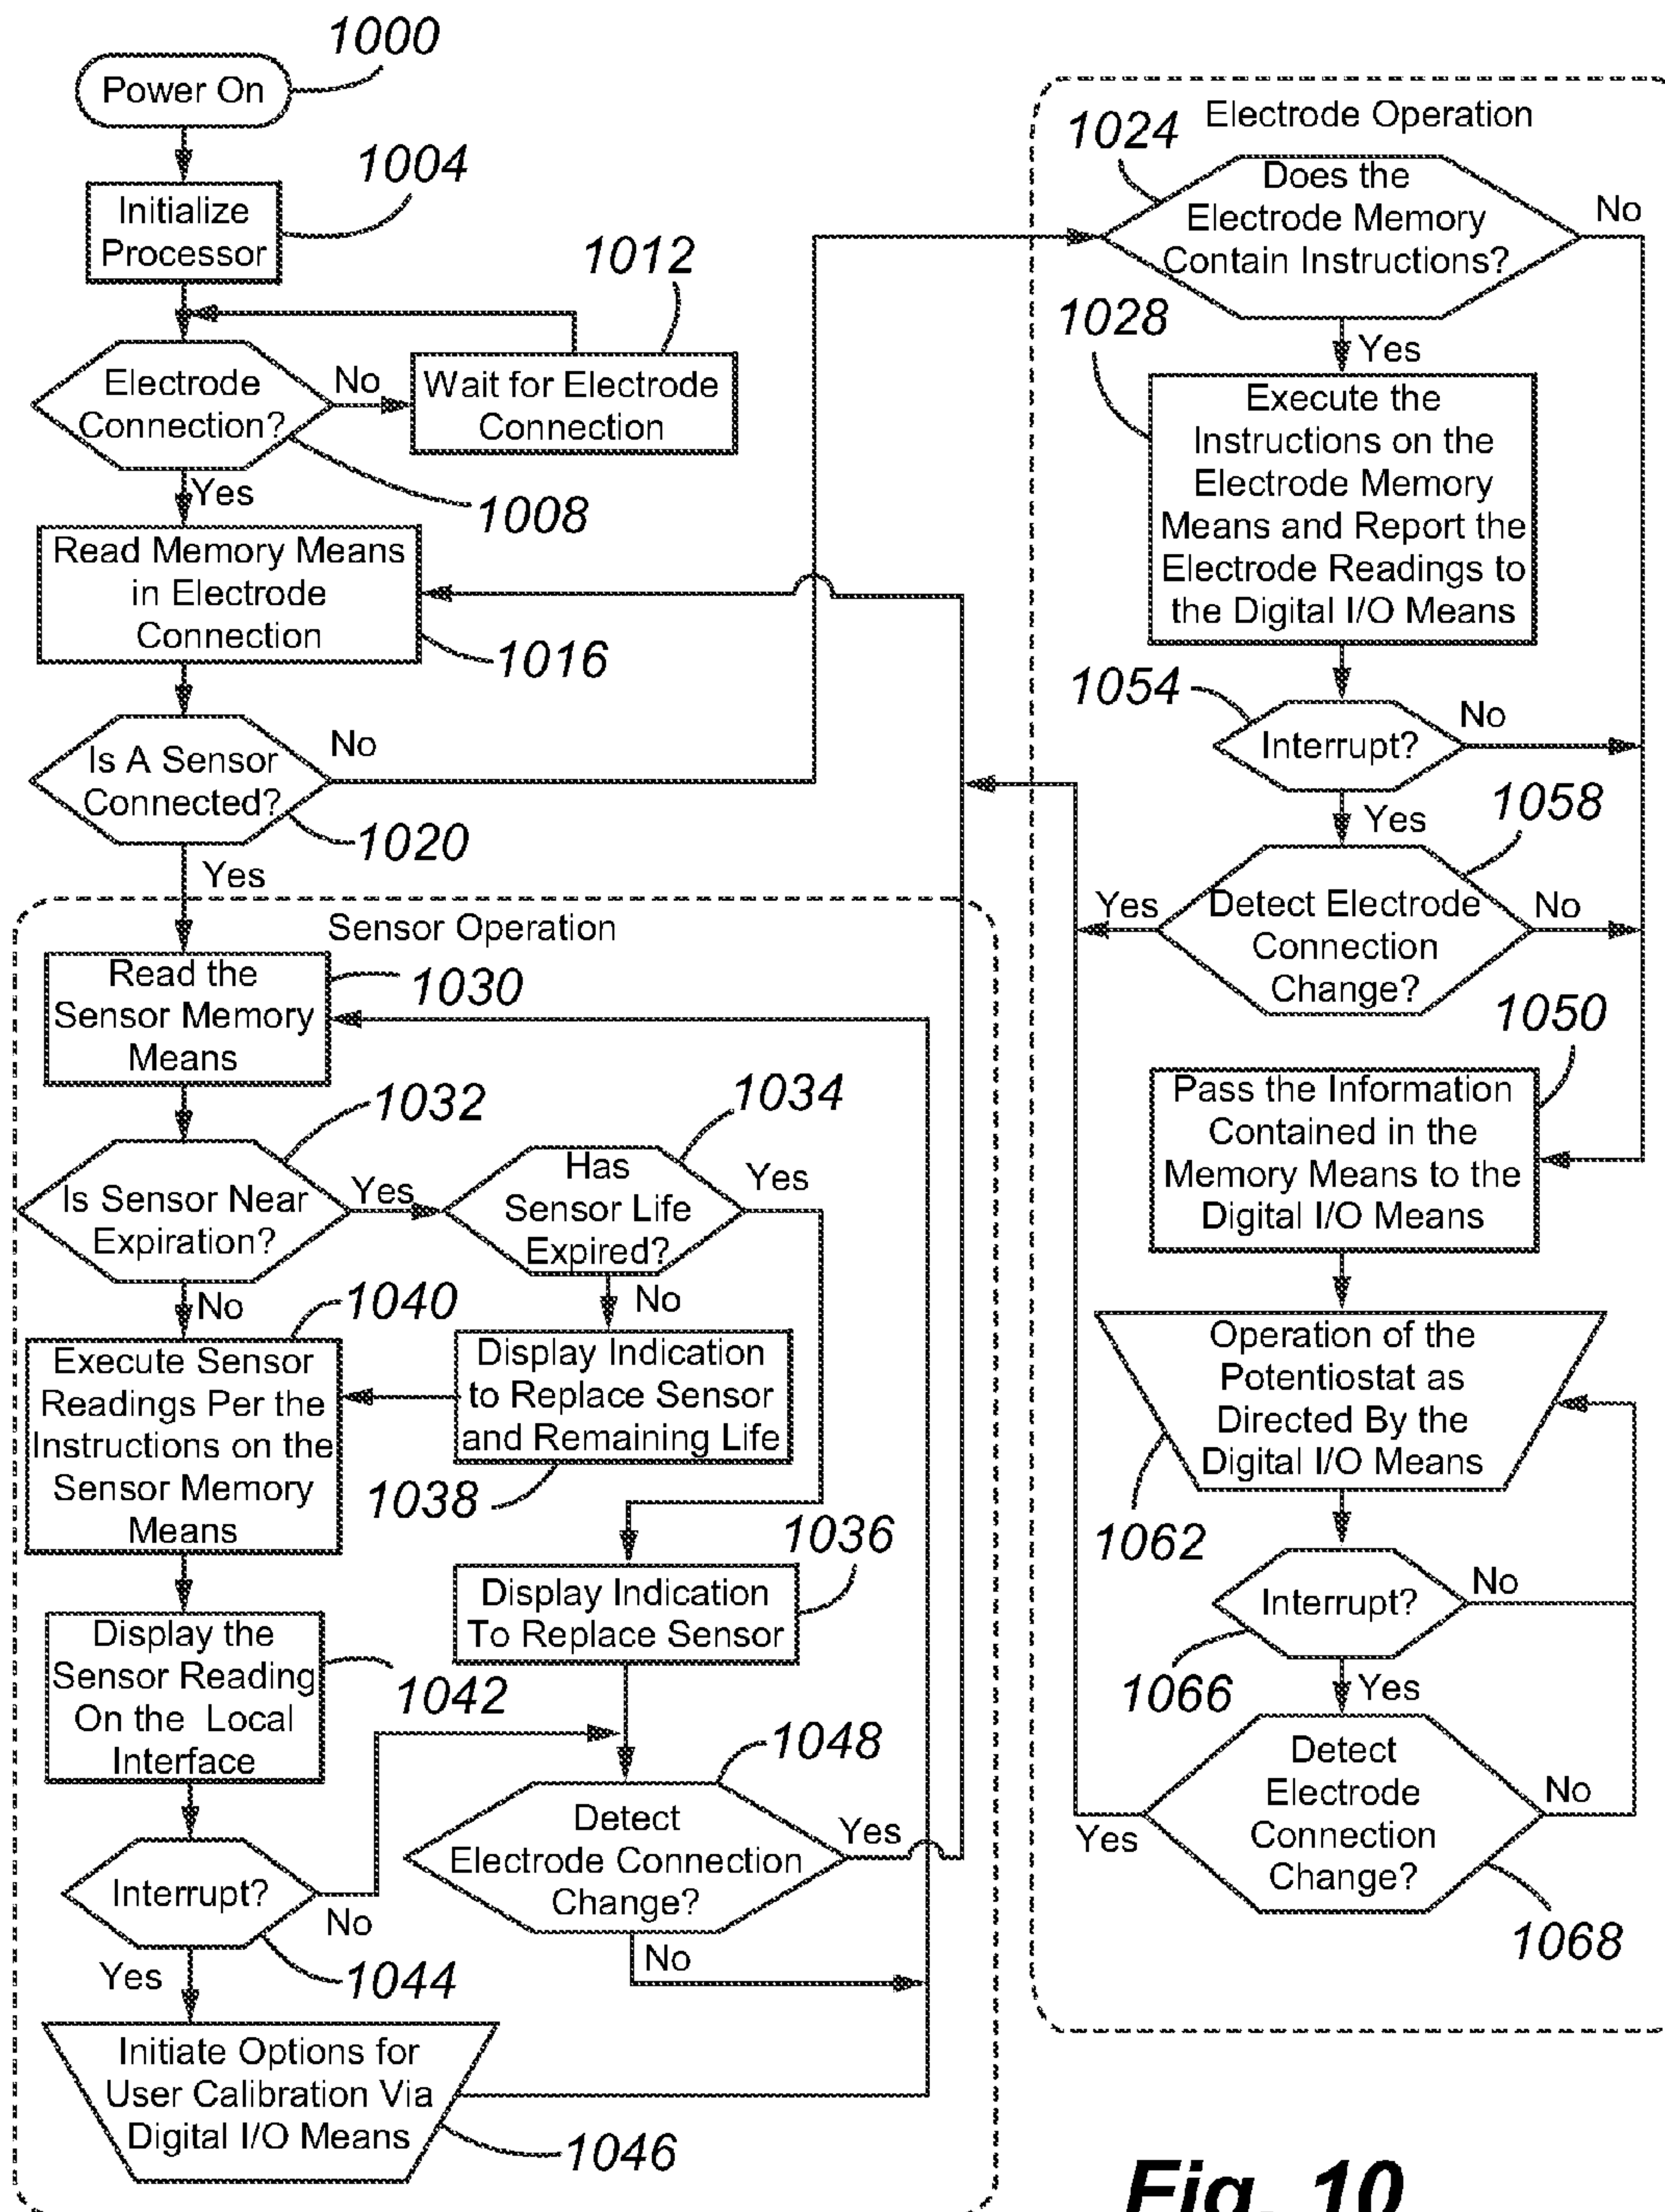 1000
Power On
1004
Initialize
Processor
1012
Electrode
Connection?
No
Wait for Electrode
Connection
Yes
1008
Read Memory Means
in Electrode
Connection
1016
Is A Sensor
Connected?
No
1020
Yes
Sensor Operation
Read the
Sensor Memory
Means
1030
1032
1034
Is Sensor Near
Expiration?
Yes
Has
Sensor Life
Expired?
Yes
No
1040
No
Execute Sensor
Readings Per the
Instructions on the
Sensor Memory
Means
Display Indication
to Replace Sensor
and Remaining Life
1038
1036
Display Indication
To Replace Sensor
Display the
Sensor Reading
On the Local
Interface
1042
1048
Detect
Electrode Connection
Change?
Yes
Interrupt?
No
No
Yes
1044
Initiate Options for
User Calibration Via
Digital I/O Means
1046
Electrode Operation
1024
Does the
Electrode Memory
Contain Instructions?
No
1028
Yes
Execute the
Instructions on the
Electrode Memory
Means and Report the
Electrode Readings to
the Digital I/O Means
1054
Interrupt?
No
Yes
1058
Yes
Detect Electrode
Connection
Change?
No
1050
Pass the Information
Contained in the
Memory Means to the
Digital I/O Means
Operation of the
Potentiostat as
Directed By the
Digital I/O Means
1062
Interrupt?
No
1066
Yes
Detect
Electrode
Connection
Change?
No
Yes
1068
Fig. 10